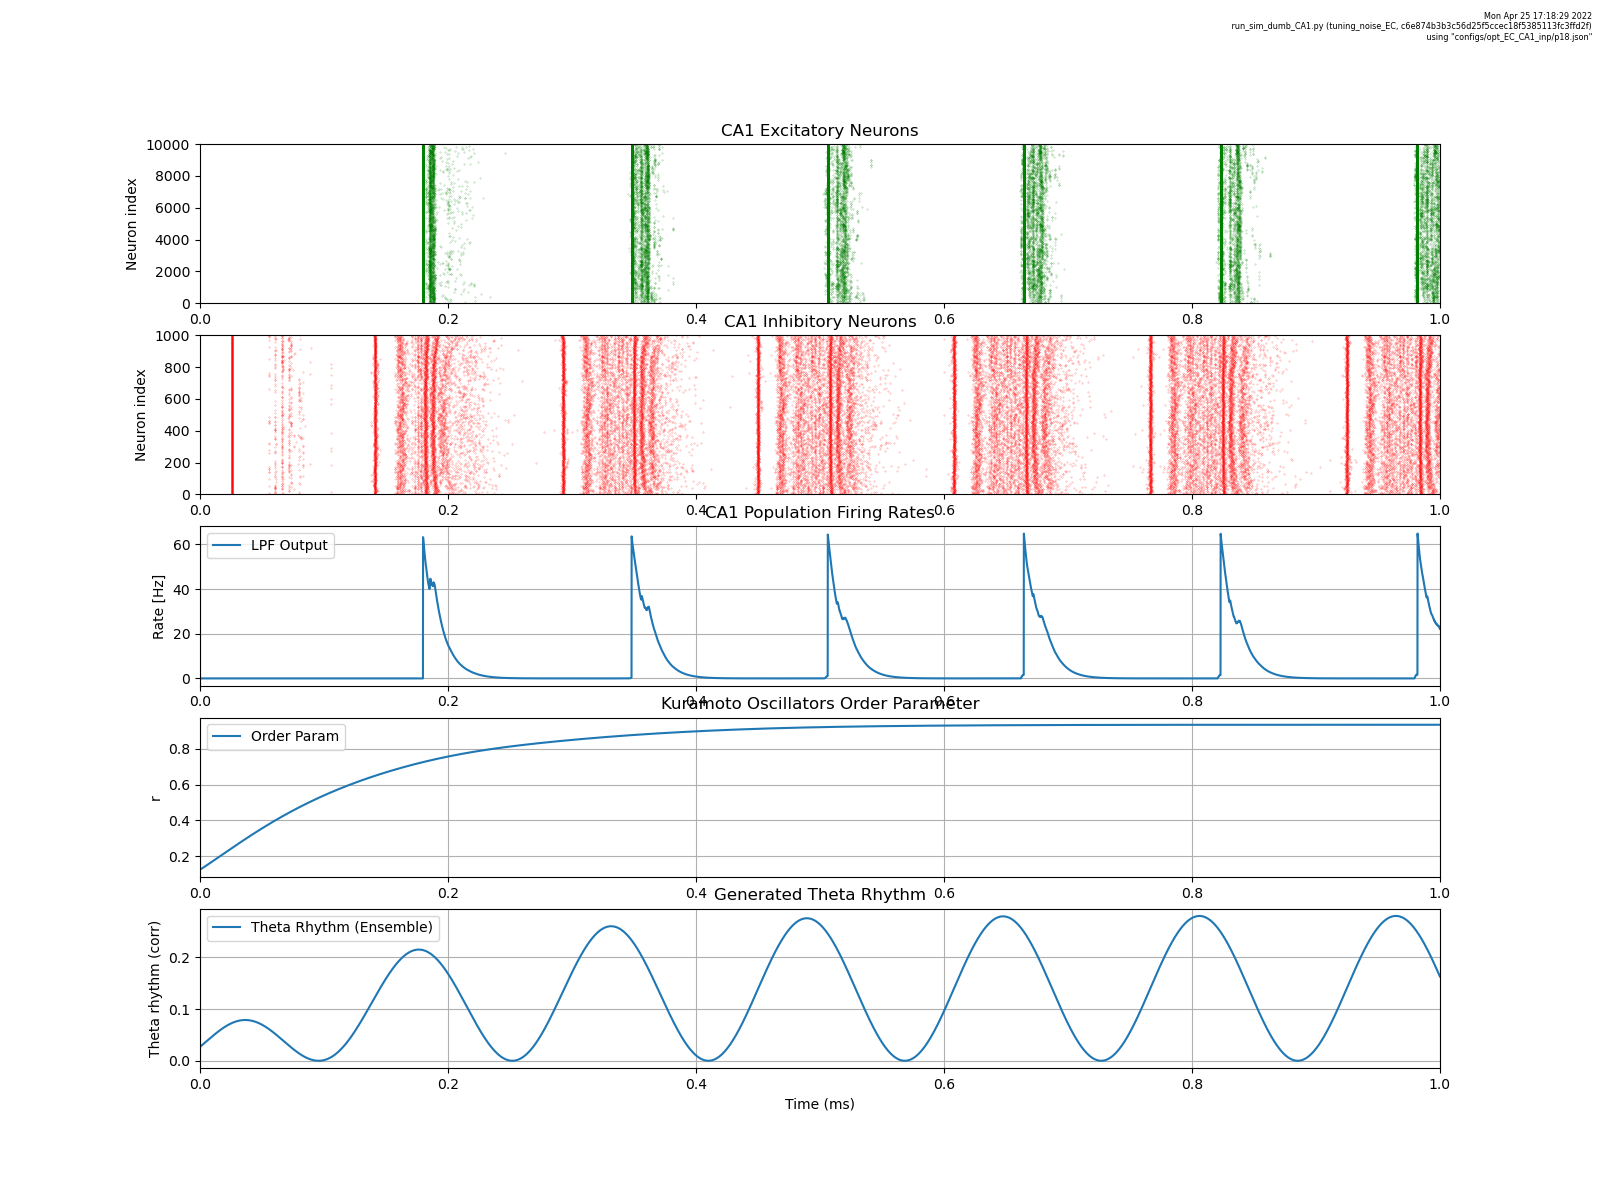 Mon Apr 25 17:18:29 2022
run_sim_dumb_CA1.py (tuning_noise_EC, c6e874b3b3c56d25f5ccec18f5385113fc3ffd2f)
using "configs/opt_EC_CA1_inp/p18.json"
CA1 Excitatory Neurons
Neuron index
10000
8000
6000
4000
2000
0
0.0 0.2 0.4 0.6 0.8 1.0
CA1 Inhibitory Neurons
Neuron index
1000
800
600
400
200
0
0.0 0.2 0.4 0.6 0.8 1.0
CA1 Population Firing Rates
LPF Output
Rate [Hz]
60
40
20
0
0.0 0.2 0.4 0.6 0.8 1.0
Kuramoto Oscillators Order Parameter
Order Param
r
0.8
0.6
0.4
0.2
0.0 0.2 0.4 0.6 0.8 1.0
Generated Theta Rhythm
Theta Rhythm (Ensemble)
Theta rhythm (corr)
0.2
0.1
0.0
0.0 0.2 0.4 0.6 0.8 1.0
Time (ms)